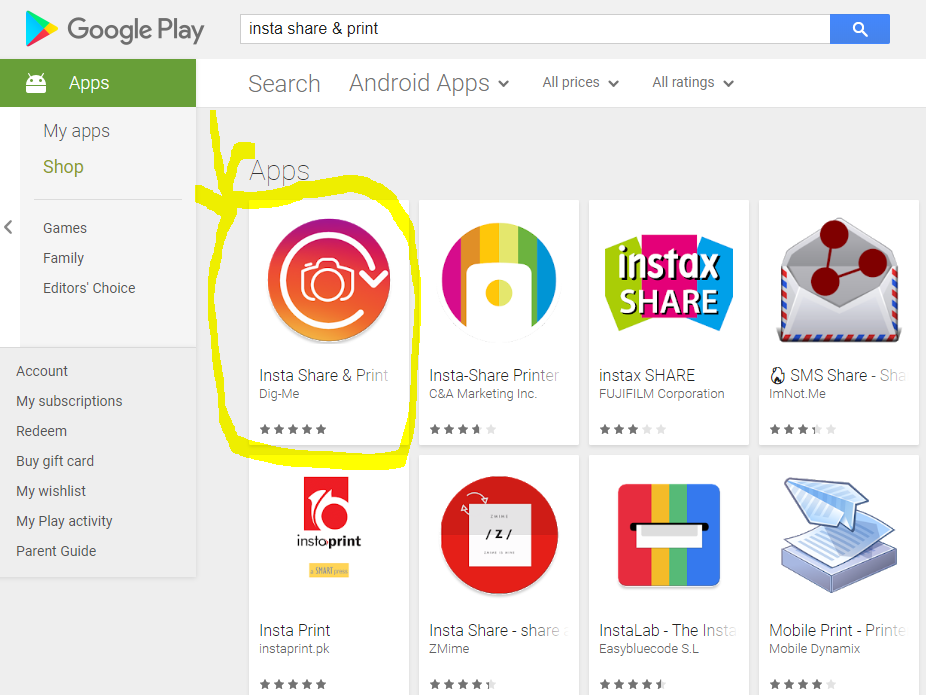 Google Play
insta share & print
Apps
Search
Android Apps
All prices
All ratings
My apps
Shop
Games
Family
Editors' Choice
Account
My subscriptions
Redeem
Buy gift card
My wishlist
My Play activity
Parent Guide
Apps
Insta Share & Print
Dig-Me
Insta-Share Printer
C&A Marketing Inc.
instax
SHARE
instax SHARE
FUJIFILM Corporation
SMS Share - Sha
ImNot.Me
instaprint
a SMART
Insta Print
instaprint.pk
ZMIME
/Z/
Insta Share - share a
ZMime
InstaLab - The Insta
Easybluecode S.L
Mobile Print - Printe
Mobile Dynamix